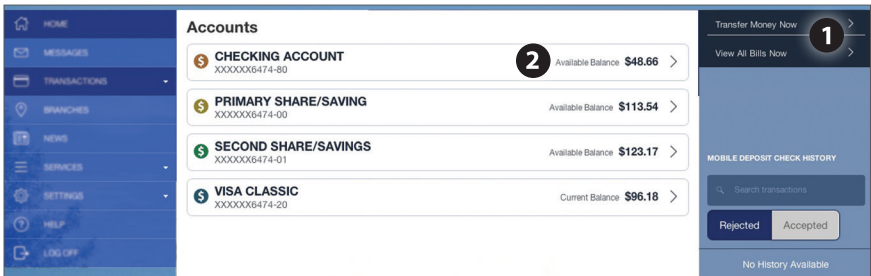 HOME
MESSAGES
TRANSACTIONS
BRANCHES
NEWS
SERVICES
SETTINGS
HELP
LOG OFF
Accounts
CHECKING ACCOUNT
XXXXXX6474-80
2
Available Balance $48.66
PRIMARY SHARE/SAVING
XXXXXX6474-00
Available Balance $113.54
SECOND SHARE/SAVINGS
XXXXXX6474-01
Available Balance $123.17
VISA CLASSIC
XXXXXX6474-20
Current Balance $96.18
Transfer Money Now
1
View All Bills Now
MOBILE DEPOSIT CHECK HISTORY
Search transactions
Rejected Accepted
No History Available